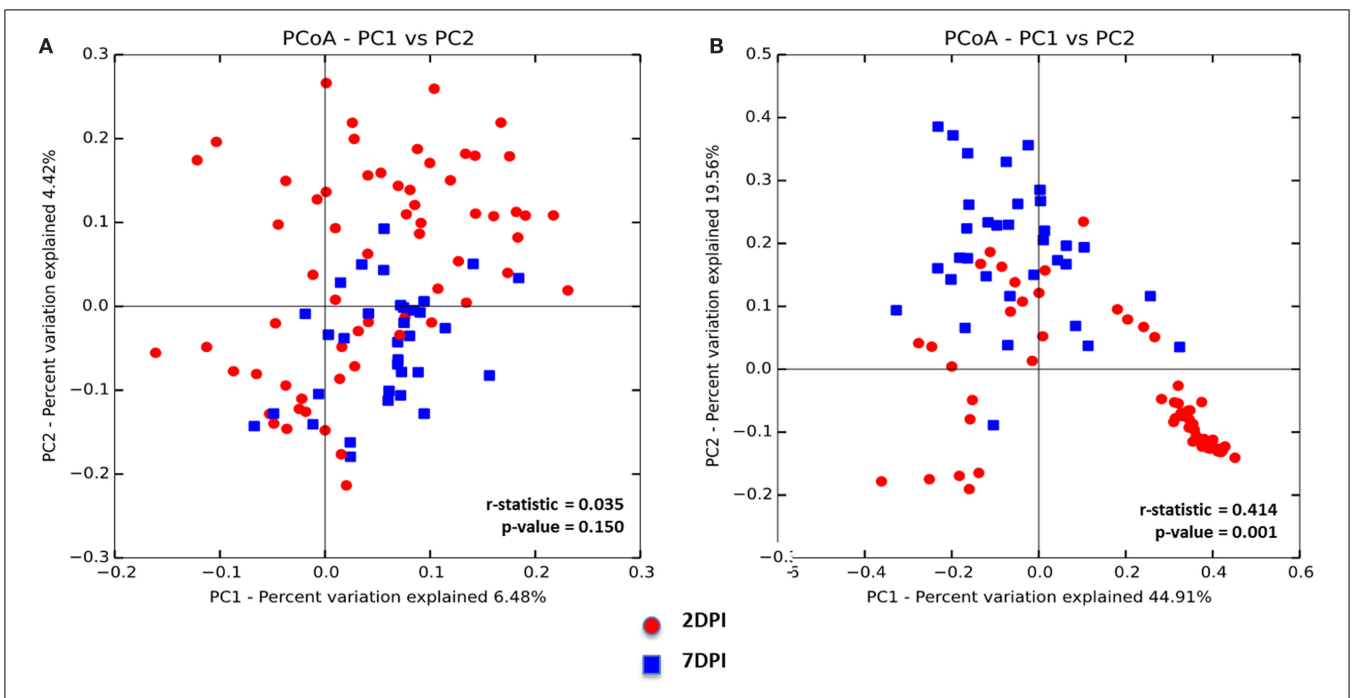 A
PCoA - PC1 vs PC2
0.3
0.2
0.1
0.0
−0.1
−0.2
−0.3
PC2 - Percent variation explained 4.42%
r-statistic = 0.035
p-value = 0.150
−0.2
−0.1
0.0
0.1
0.2
0.3
PC1 - Percent variation explained 6.48%
B
PCoA - PC1 vs PC2
0.5
0.4
0.3
0.2
0.1
0.0
−0.1
−0.2
PC2 - Percent variation explained 19.56%
r-statistic = 0.414
p-value = 0.001
−0.4
−0.2
0.0
0.2
0.4
0.6
PC1 - Percent variation explained 44.91%
2DPI
7DPI